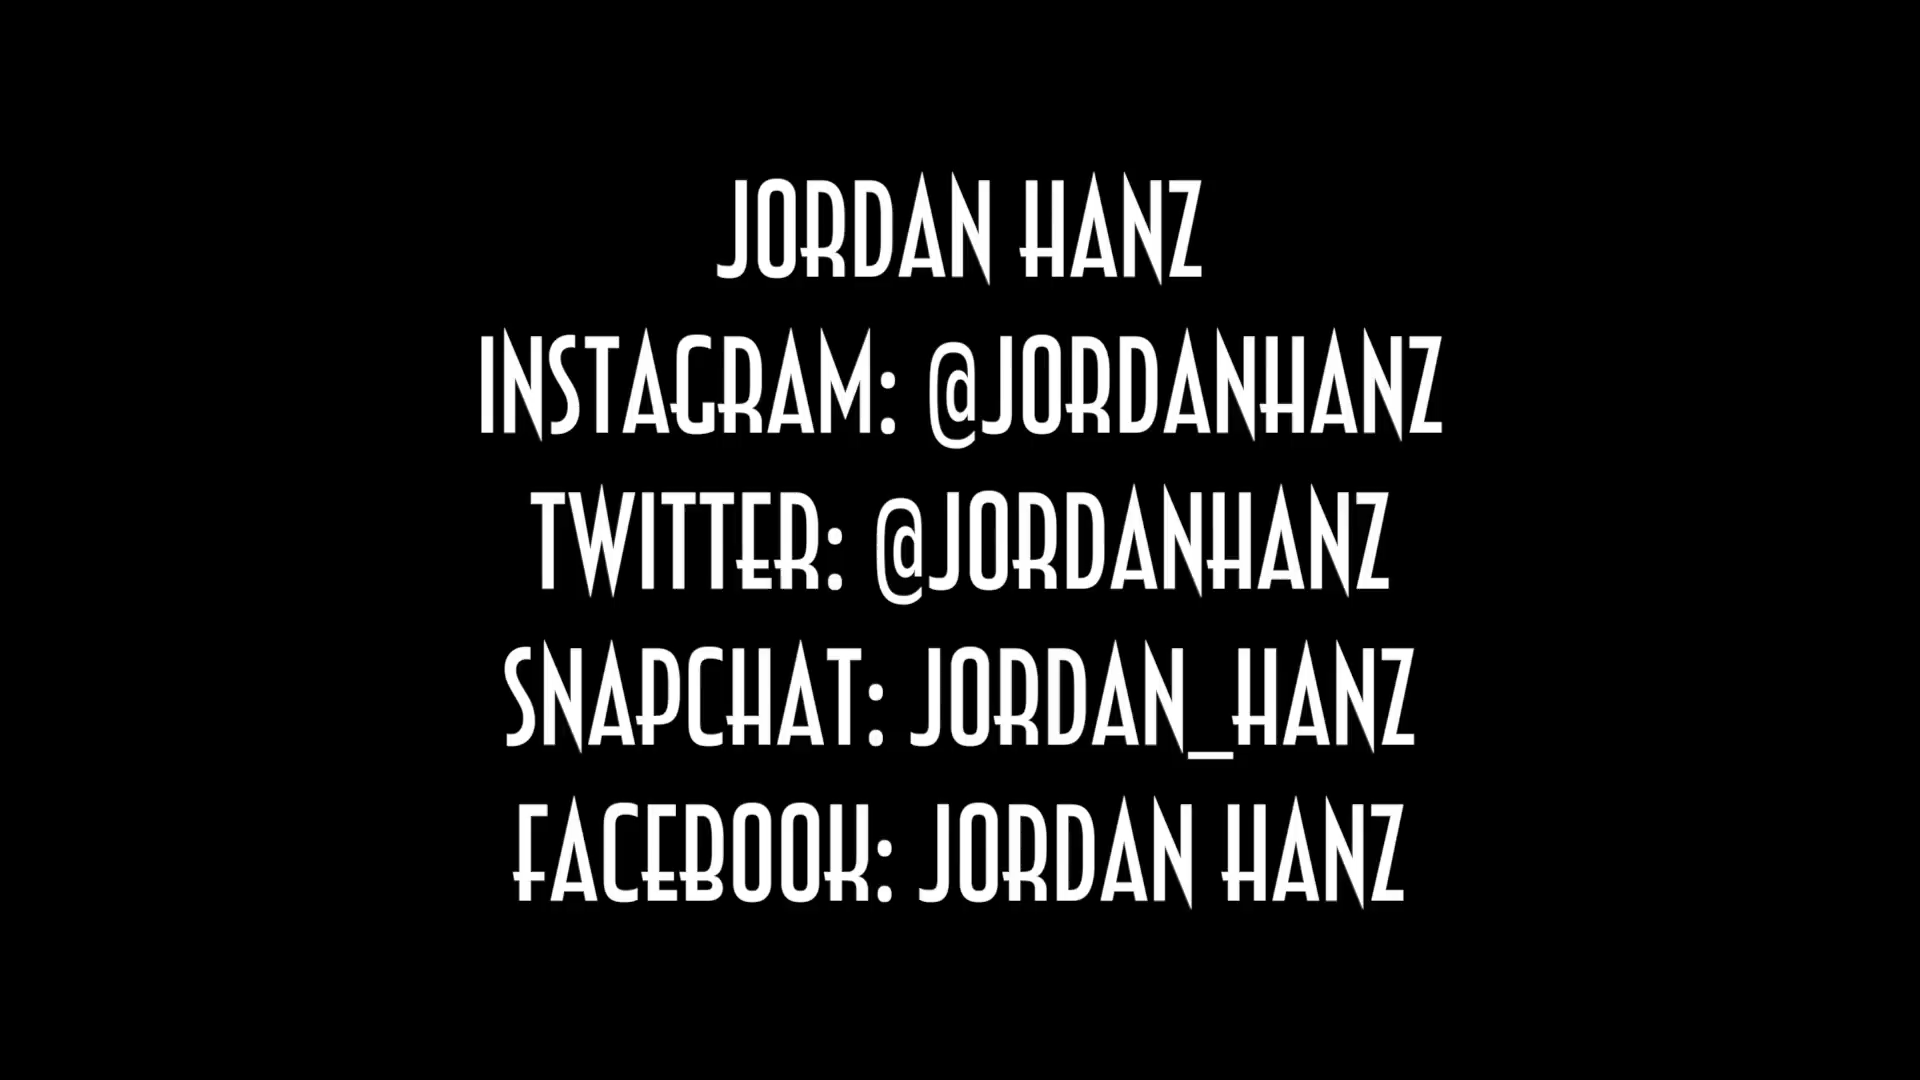 JORDAN HANZ
INSTAGRAM: @JORDANHANZ
TWITTER: @JORDANHANZ
SNAPCHAT: JORDAN_HANZ
FACEBOOK: JORDAN HANZ